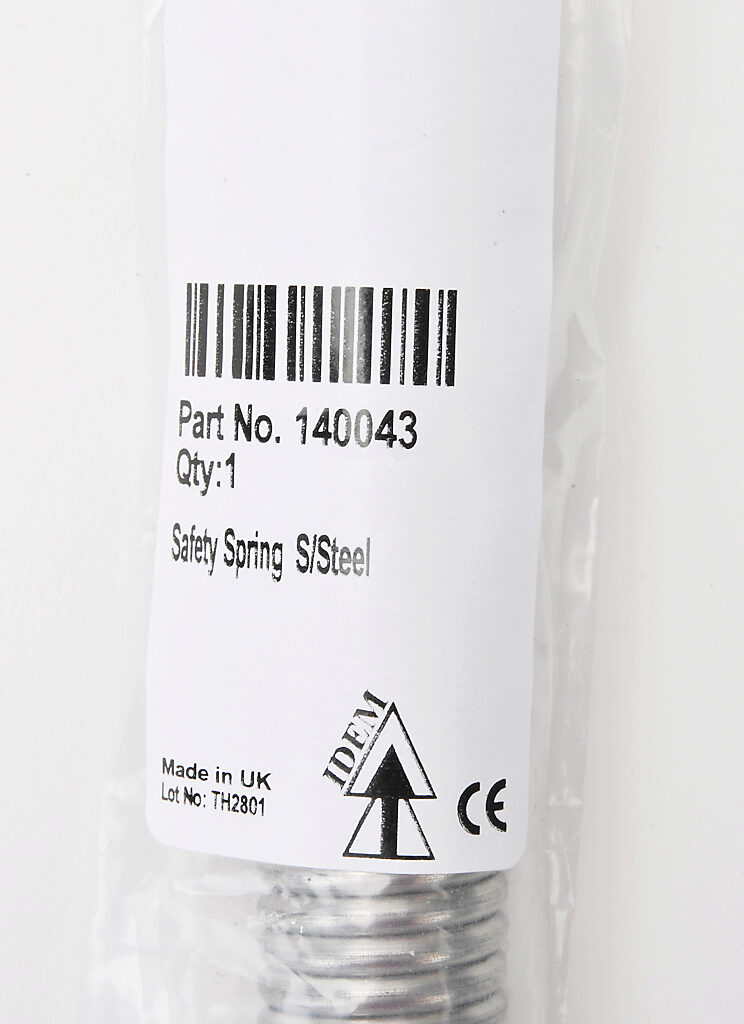 Part No. 140043
Qty:1
Safety Spring S/Steel
IDEM
Made in UK
Lot No: TH2801
CE